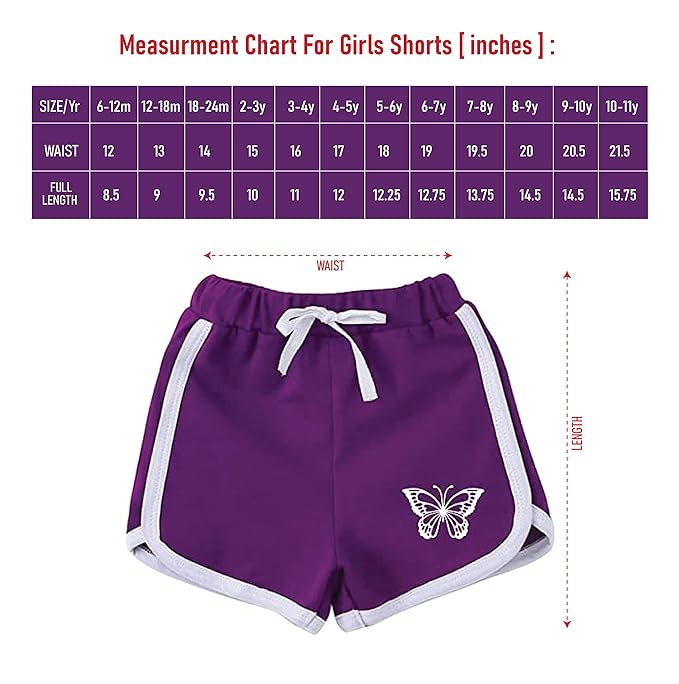 Measurment Chart For Girls Shorts [ inches ] :
SIZE/Yr 6-12m 12-18m 18-24m 2-3y 3-4y 4-5y 5-6y 6-7y 7-8y 8-9y 9-10y 10-11y
WAIST 12 13 14 15 16 17 18 19 19.5 20 20.5 21.5
FULL
LENGTH 8.5 9 9.5 10 11 12 12.25 12.75 13.75 14.5 14.5 15.75
WAIST
LENGTH